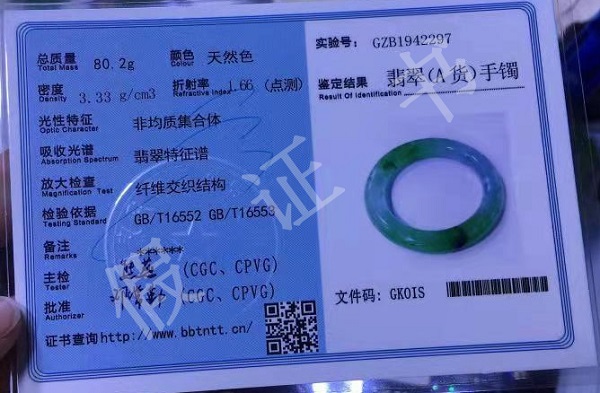 总质量 Total Mass 80.2g 颜色 Color 天然色
密度 Density 3.33 g/cm3 折射率 Refractive Index 1.66 (点测)
光性特征 Optic Character 非均质集合体
吸收光谱 Absorption Spectrum 翡翠特征谱
放大检查 Magnification Test 纤维交织结构
检验依据 Testing Standard GB/T16552 GB/T16553
备注 Remarks ******
主检 Tester (CGC、CPVG)
批准 Authorizer (CGC、CPVG)
证书查询http://www.bbtntt.cn/
实验号: GZB1942297
鉴定结果 Result of Identification 翡翠(A 货)手镯
文件码: GK0IS
假证书